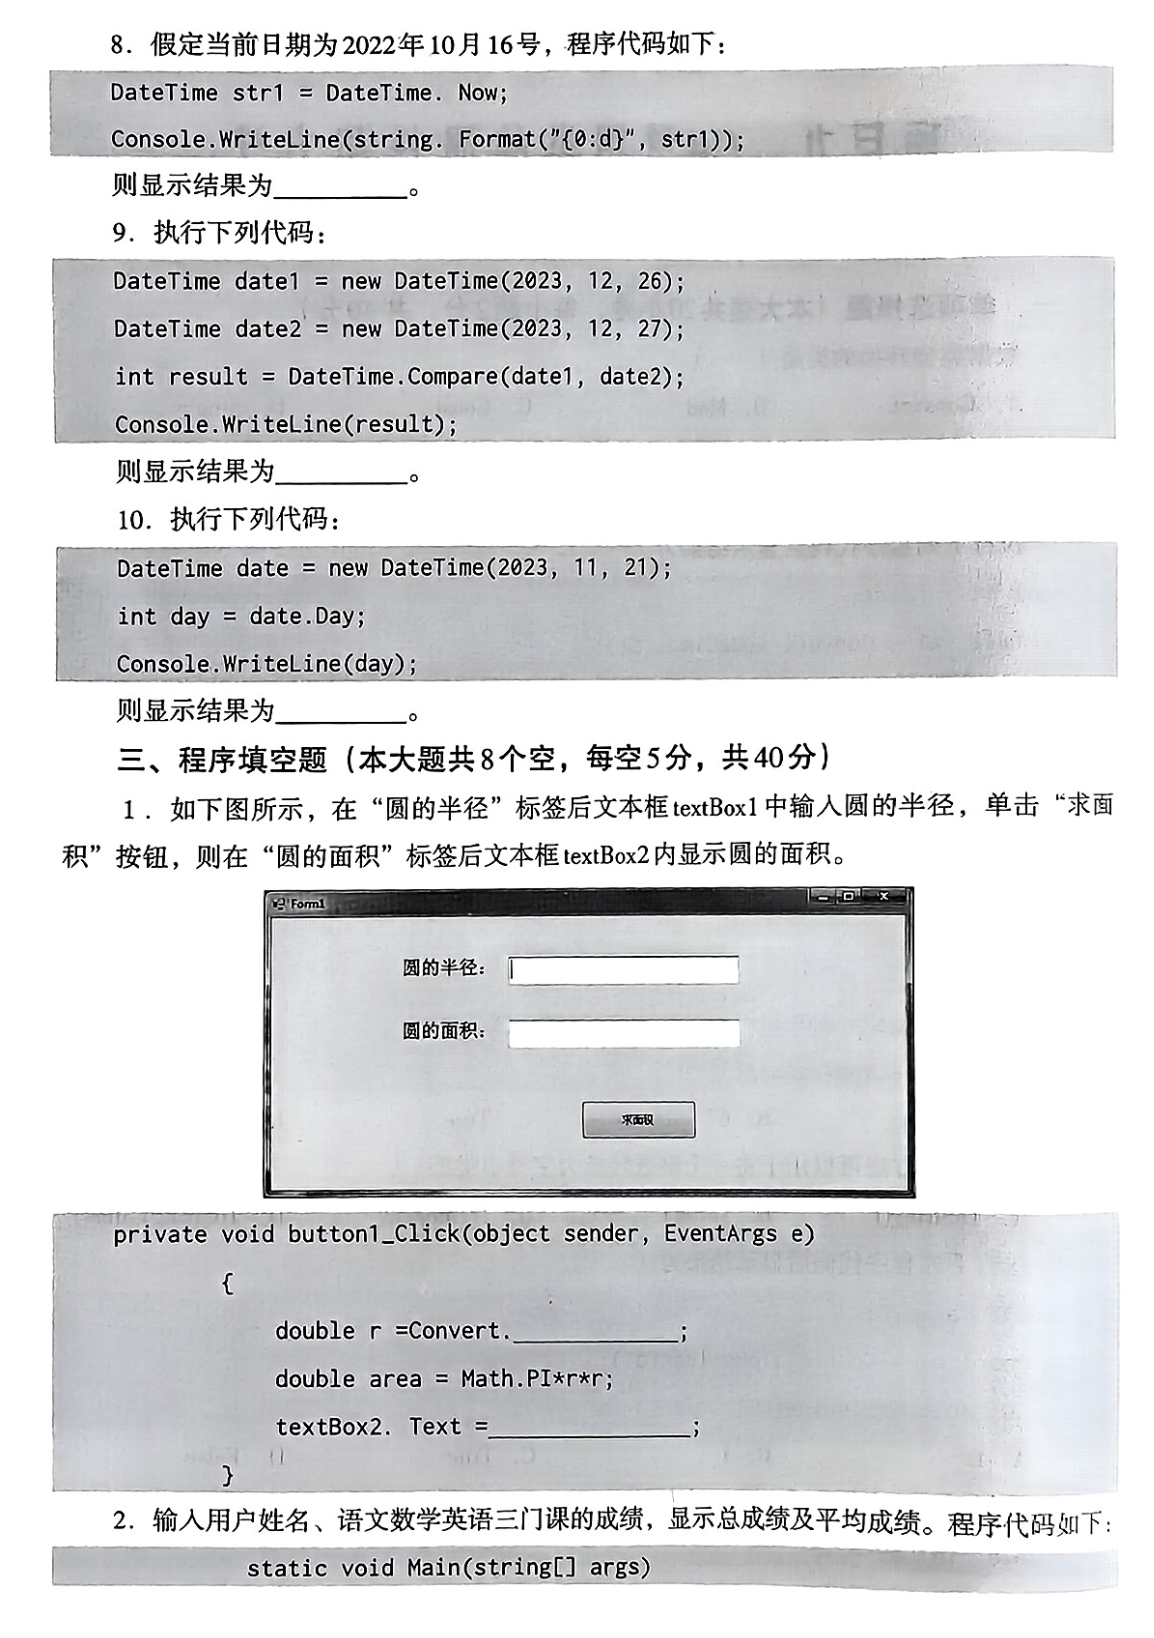 8．假定当前日期为2022年10月16号，程序代码如下：
DateTime str1 = DateTime. Now;
Console.WriteLine(string. Format("{0:d}", str1));
则显示结果为__________。
9．执行下列代码：
DateTime date1 = new DateTime(2023, 12, 26);
DateTime date2 = new DateTime(2023, 12, 27);
int result = DateTime.Compare(date1, date2);
Console.WriteLine(result);
则显示结果为__________。
10．执行下列代码：
DateTime date = new DateTime(2023, 11, 21);
int day = date.Day;
Console.WriteLine(day);
则显示结果为__________。
三、程序填空题（本大题共8个空，每空5分，共40分）
1．如下图所示，在“圆的半径”标签后文本框textBox1中输入圆的半径，单击“求面
积”按钮，则在“圆的面积”标签后文本框textBox2内显示圆的面积。
Form1
圆的半径：
圆的面积：
求面积
private void button1_Click(object sender, EventArgs e)
{
double r =Convert.____________;
double area = Math.PI*r*r;
textBox2. Text =_______________;
}
2．输入用户姓名、语文数学英语三门课的成绩，显示总成绩及平均成绩。程序代码如下：
static void Main(string[] args)